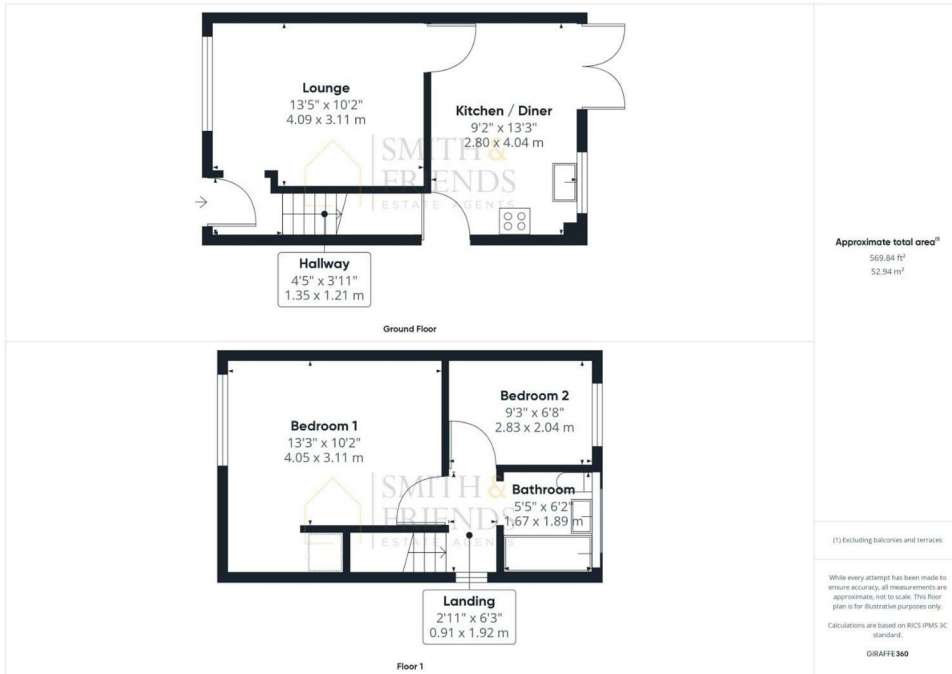 Lounge
13'5" x 10'2"
4.09 x 3.11 m
Kitchen / Diner
9'2" x 13'3"
2.80 x 4.04 m
SMITH &
FRIENDS
ESTATE AGENTS
Hallway
4'5" x 3'11"
1.35 x 1.21 m
Ground Floor
Approximate total area(1)
569.84 ft²
52.94 m²
Bedroom 1
13'3" x 10'2"
4.05 x 3.11 m
Bedroom 2
9'3" x 6'8"
2.83 x 2.04 m
Bathroom
5'5" x 6'2"
1.67 x 1.89 m
SMITH &
FRIENDS
ESTATE AGENTS
Landing
2'11" x 6'3"
0.91 x 1.92 m
Floor 1
(1) Excluding balconies and terraces
While every attempt has been made to
ensure accuracy, all measurements are
approximate, not to scale. This floor
plan is for illustrative purposes only.
Calculations are based on RICS IPMS 3C
standard.
GIRAFFE360